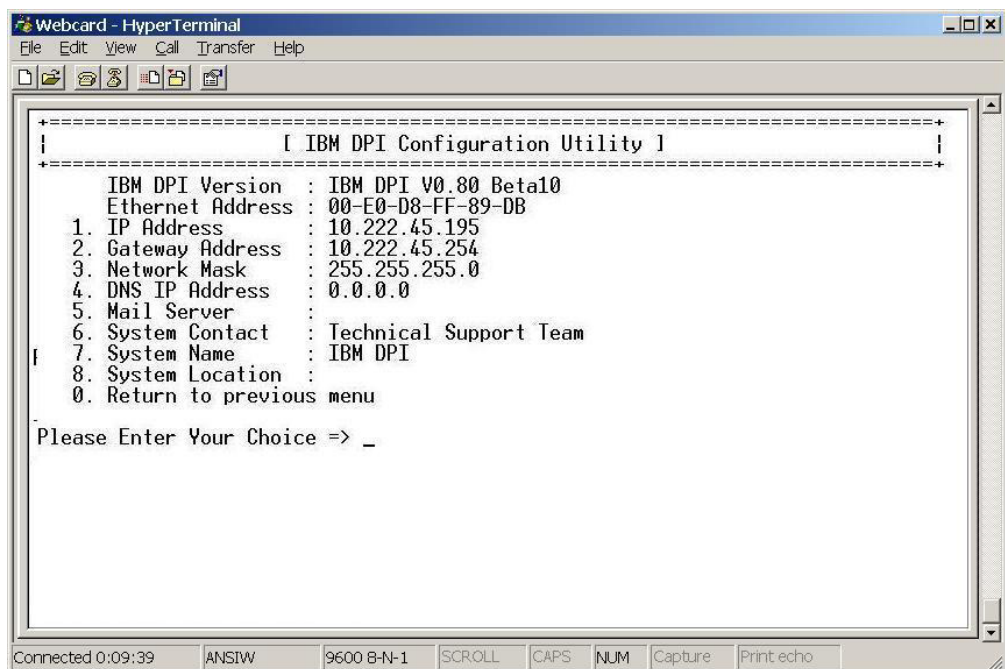 Webcard - HyperTerminal
File Edit View Call Transfer Help
[ IBM DPI Configuration Utility ]
IBM DPI Version : IBM DPI V0.80 Beta10
Ethernet Address : 00-E0-D8-FF-89-DB
1. IP Address : 10.222.45.195
2. Gateway Address : 10.222.45.254
3. Network Mask : 255.255.255.0
4. DNS IP Address : 0.0.0.0
5. Mail Server :
6. System Contact : Technical Support Team
7. System Name : IBM DPI
8. System Location :
0. Return to previous menu
Please Enter Your Choice => _
Connected 0:09:39 ANSIW 9600 8-N-1 SCROLL CAPS NUM Capture Print echo